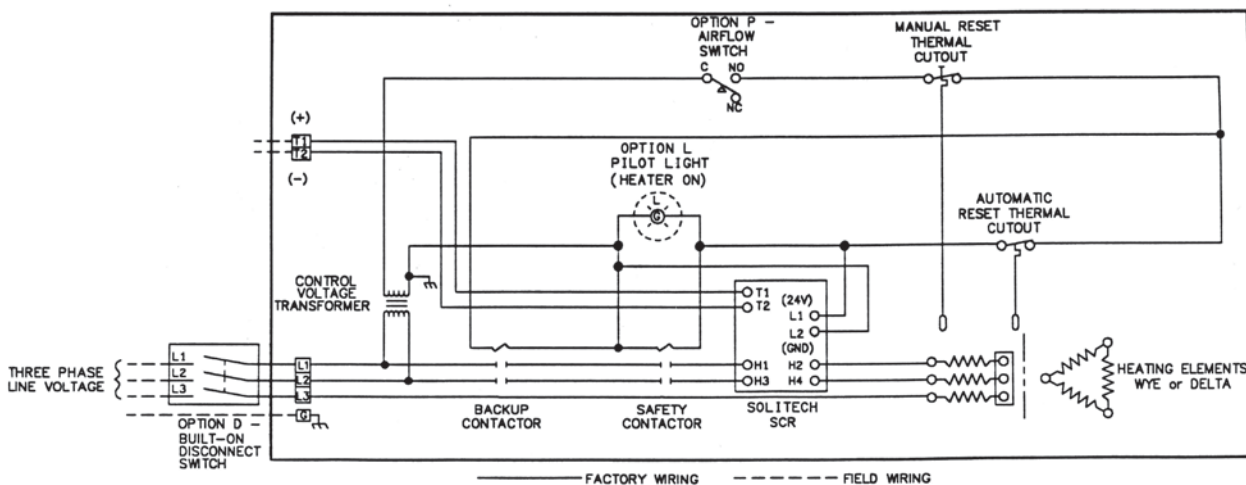 OPTION P –
AIRFLOW
SWITCH
C NO
NC
MANUAL RESET
THERMAL
CUTOUT
(+)
T1
T2
(-)
OPTION L
PILOT LIGHT
(HEATER ON)
L
G
AUTOMATIC
RESET THERMAL
CUTOUT
CONTROL
VOLTAGE
TRANSFORMER
T1
T2
(24V)
L1
L2
(GND)
H1 H2
H3 H4
SOLITECH
SCR
THREE PHASE
LINE VOLTAGE
L1
L2
L3
L1
L2
L3
G
OPTION D –
BUILT-ON
DISCONNECT
SWITCH
BACKUP
CONTACTOR
SAFETY
CONTACTOR
HEATING ELEMENTS
WYE or DELTA
FACTORY WIRING
FIELD WIRING